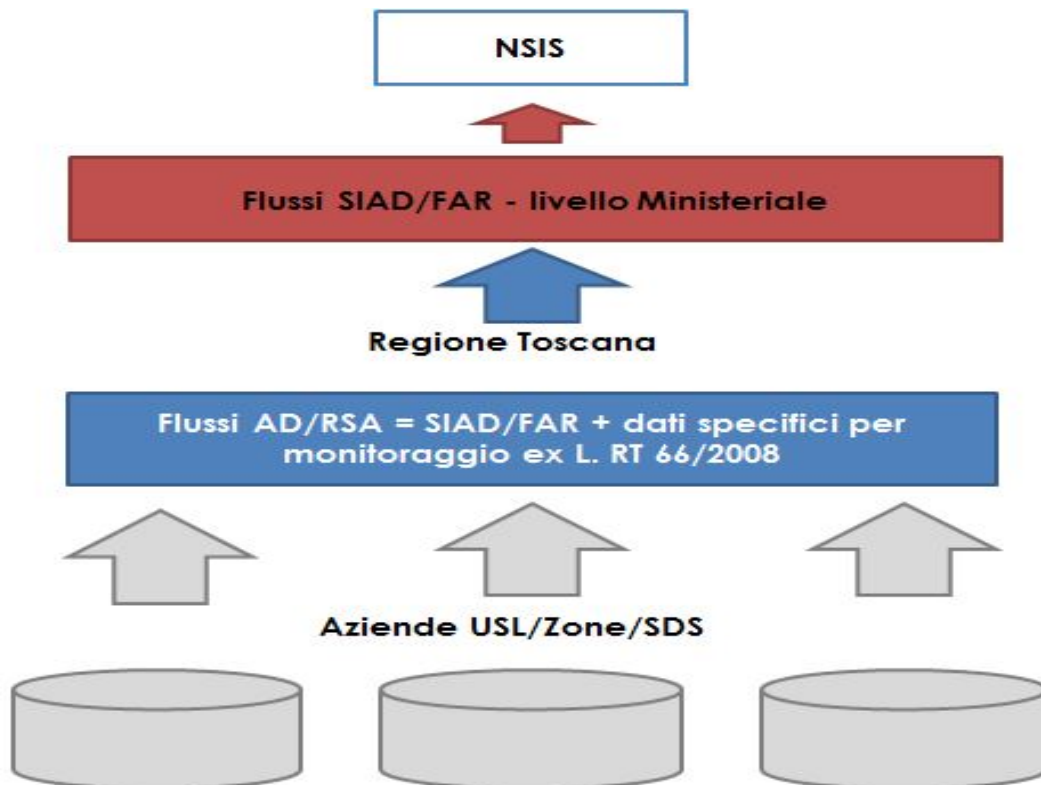 NSIS
Flussi SIAD/FAR - livello Ministeriale
Regione Toscana
Flussi AD/RSA = SIAD/FAR + dati specifici per
monitoraggio ex L. RT 66/2008
Aziende USL/Zone/SDS